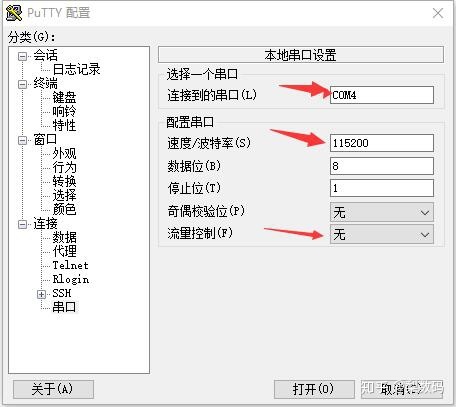 PuTTY 配置
分类(G):
会话
日志记录
终端
键盘
响铃
特性
窗口
外观
行为
转换
选择
颜色
连接
数据
代理
Telnet
Rlogin
SSH
串口
本地串口设置
选择一个串口
连接到的串口(L)
COM4
配置串口
速度/波特率(S)
115200
数据位(B)
8
停止位(T)
1
奇偶校验位(P)
无
流量控制(F)
无
关于(A)
打开(O)
取消(C)